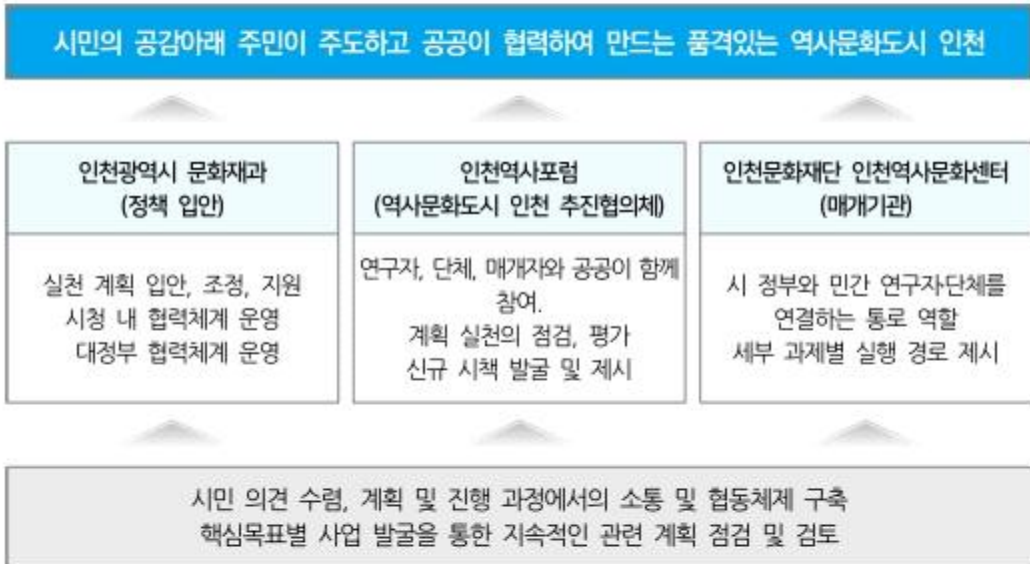 시민의 공감아래 주민이 주도하고 공공이 협력하여 만드는 품격있는 역사문화도시 인천
인천광역시 문화재과
(정책 입안)
실천 계획 입안, 조정, 지원
시청 내 협력체계 운영
대정부 협력체계 운영
인천역사포럼
(역사문화도시 인천 추진협의체)
연구자, 단체, 매개자와 공공이 함께
참여.
계획 실천의 점검, 평가
신규 시책 발굴 및 제시
인천문화재단 인천역사문화센터
(매개기관)
시 정부와 민간 연구자·단체를
연결하는 통로 역할
세부 과제별 실행 경로 제시
시민 의견 수렴, 계획 및 진행 과정에서의 소통 및 협동체제 구축
핵심목표별 사업 발굴을 통한 지속적인 관련 계획 점검 및 검토